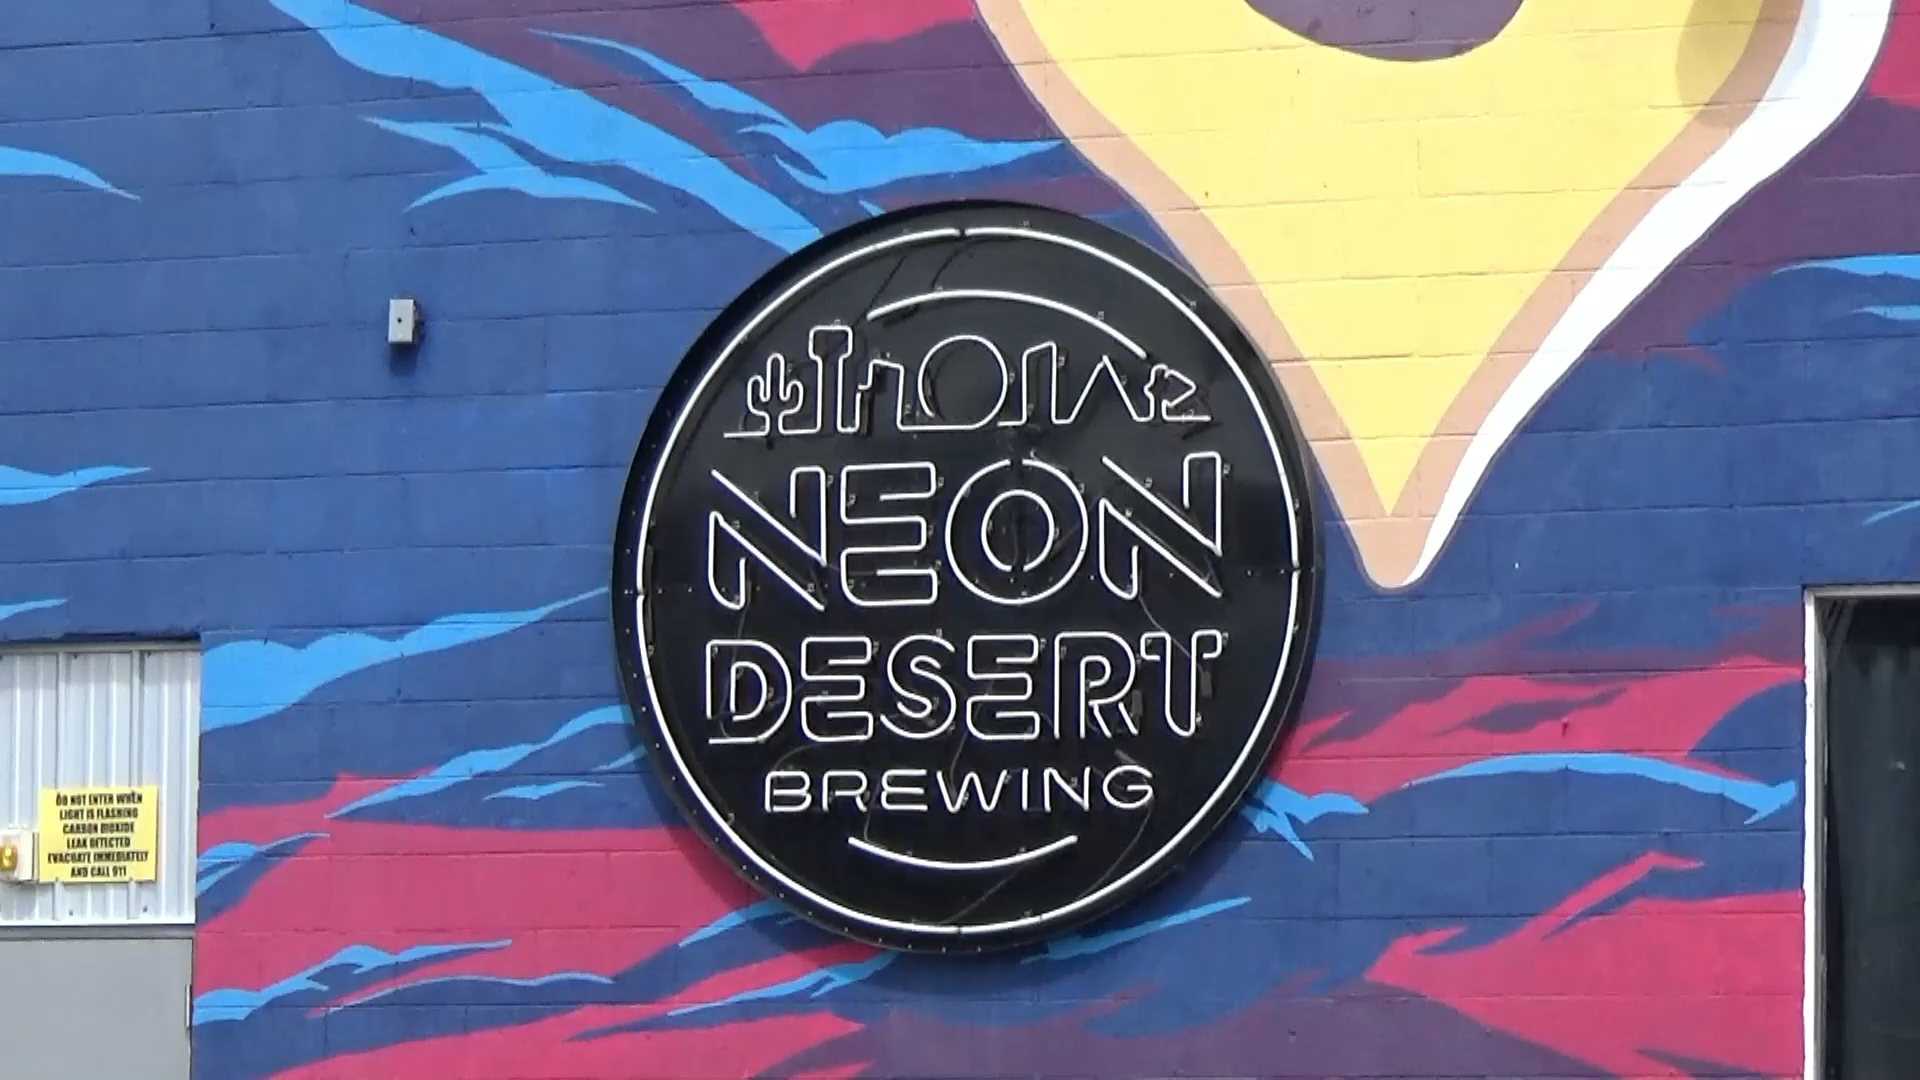 NEON
DESERT
BREWING
DO NOT ENTER WHEN
LIGHT IS FLASHING
CARBON DIOXIDE
LEAK DETECTED
EVACUATE IMMEDIATELY
AND CALL 911